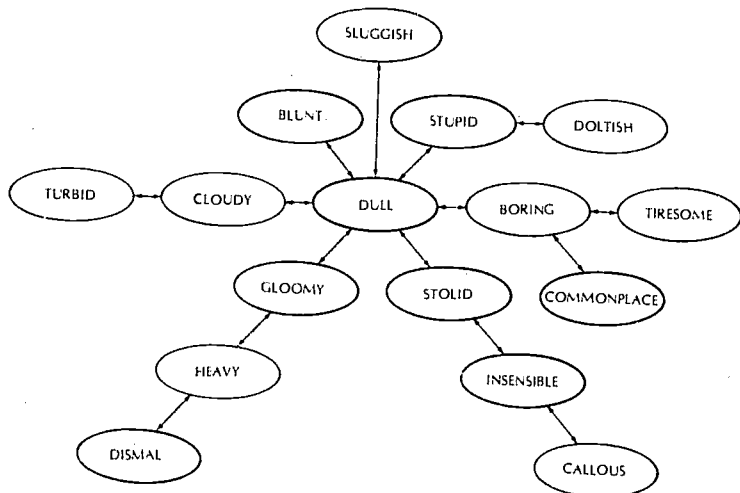 SLUGGISH
BLUNT
STUPID
DOLTISH
TURBID
CLOUDY
DULL
BORING
TIRESOME
GLOOMY
STOLID
COMMONPLACE
HEAVY
INSENSIBLE
DISMAL
CALLOUS